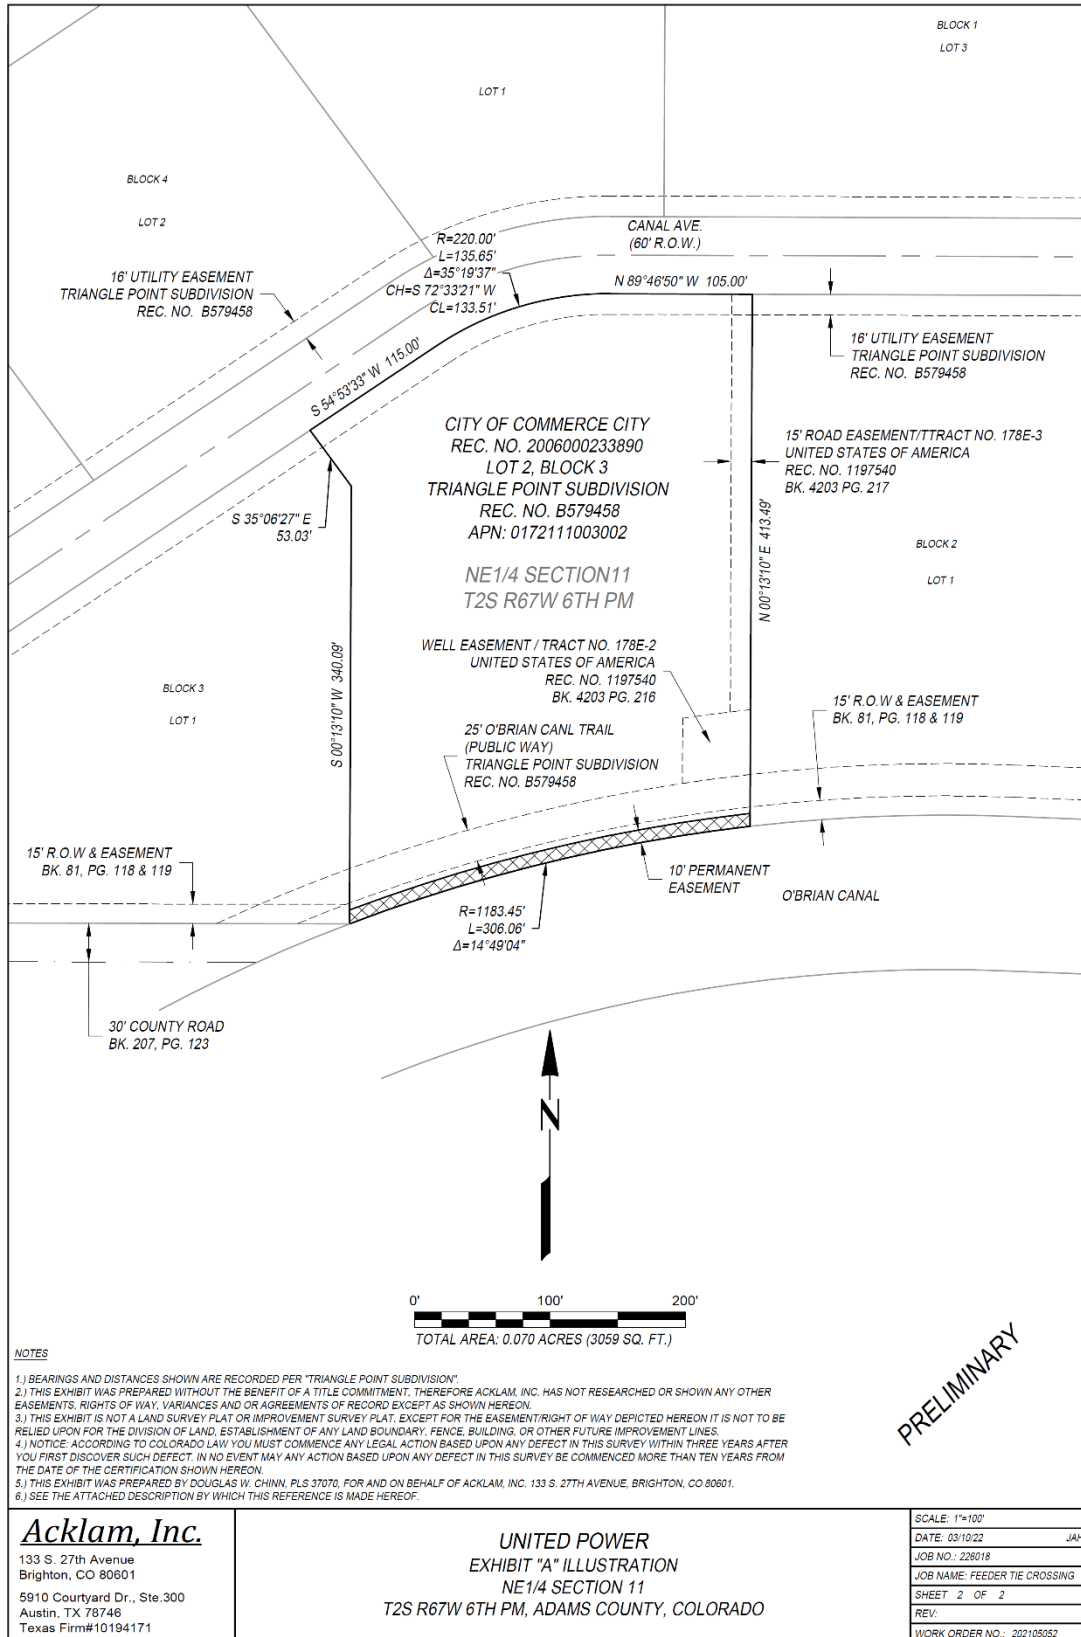 BLOCK 1
LOT 3
LOT 1
BLOCK 4
LOT 2
CANAL AVE.
(60' R.O.W.)
R=220.00'
L=135.65'
Δ=35°19'37"
CH=S 72°33'21" W
CL=133.51'
N 89°46'50" W 105.00'
16' UTILITY EASEMENT
TRIANGLE POINT SUBDIVISION
REC. NO. B579458
16' UTILITY EASEMENT
TRIANGLE POINT SUBDIVISION
REC. NO. B579458
S 54°53'33" W 115.00'
CITY OF COMMERCE CITY
REC. NO. 2006000233890
LOT 2, BLOCK 3
TRIANGLE POINT SUBDIVISION
REC. NO. B579458
APN: 0172111003002
15' ROAD EASEMENT/TTRACT NO. 178E-3
UNITED STATES OF AMERICA
REC. NO. 1197540
BK. 4203 PG. 217
S 35°06'27" E
53.03'
N 00°13'10" E 413.49'
BLOCK 2
LOT 1
NE1/4 SECTION11
T2S R67W 6TH PM
WELL EASEMENT / TRACT NO. 178E-2
UNITED STATES OF AMERICA
REC. NO. 1197540
BK. 4203 PG. 216
S 00°13'10" W 340.09'
BLOCK 3
LOT 1
15' R.O.W & EASEMENT
BK. 81, PG. 118 & 119
25' O'BRIAN CANL TRAIL
(PUBLIC WAY)
TRIANGLE POINT SUBDIVISION
REC. NO. B579458
15' R.O.W & EASEMENT
BK. 81, PG. 118 & 119
10' PERMANENT
EASEMENT
O'BRIAN CANAL
R=1183.45'
L=306.06'
Δ=14°49'04"
30' COUNTY ROAD
BK. 207, PG. 123
N
0' 100' 200'
TOTAL AREA: 0.070 ACRES (3059 SQ. FT.)
PRELIMINARY
NOTES
1.) BEARINGS AND DISTANCES SHOWN ARE RECORDED PER "TRIANGLE POINT SUBDIVISION".
2.) THIS EXHIBIT WAS PREPARED WITHOUT THE BENEFIT OF A TITLE COMMITMENT, THEREFORE ACKLAM, INC. HAS NOT RESEARCHED OR SHOWN ANY OTHER
EASEMENTS, RIGHTS OF WAY, VARIANCES AND OR AGREEMENTS OF RECORD EXCEPT AS SHOWN HEREON.
3.) THIS EXHIBIT IS NOT A LAND SURVEY PLAT OR IMPROVEMENT SURVEY PLAT, EXCEPT FOR THE EASEMENT/RIGHT OF WAY DEPICTED HEREON IT IS NOT TO BE
RELIED UPON FOR THE DIVISION OF LAND, ESTABLISHMENT OF ANY LAND BOUNDARY, FENCE, BUILDING, OR OTHER FUTURE IMPROVEMENT LINES.
4.) NOTICE: ACCORDING TO COLORADO LAW YOU MUST COMMENCE ANY LEGAL ACTION BASED UPON ANY DEFECT IN THIS SURVEY WITHIN THREE YEARS AFTER
YOU FIRST DISCOVER SUCH DEFECT. IN NO EVENT MAY ANY ACTION BASED UPON ANY DEFECT IN THIS SURVEY BE COMMENCED MORE THAN TEN YEARS FROM
THE DATE OF THE CERTIFICATION SHOWN HEREON.
5.) THIS EXHIBIT WAS PREPARED BY DOUGLAS W. CHINN, PLS 37070, FOR AND ON BEHALF OF ACKLAM, INC. 133 S. 27TH AVENUE, BRIGHTON, CO 80601.
6.) SEE THE ATTACHED DESCRIPTION BY WHICH THIS REFERENCE IS MADE HEREOF.
Acklam, Inc.
133 S. 27th Avenue
Brighton, CO 80601
5910 Courtyard Dr., Ste.300
Austin, TX 78746
Texas Firm#10194171
UNITED POWER
EXHIBIT "A" ILLUSTRATION
NE1/4 SECTION 11
T2S R67W 6TH PM, ADAMS COUNTY, COLORADO
SCALE: 1"=100'
DATE: 03/10/22 JAH
JOB NO.: 226018
JOB NAME: FEEDER TIE CROSSING
SHEET 2 OF 2
REV:
WORK ORDER NO.: 202105052